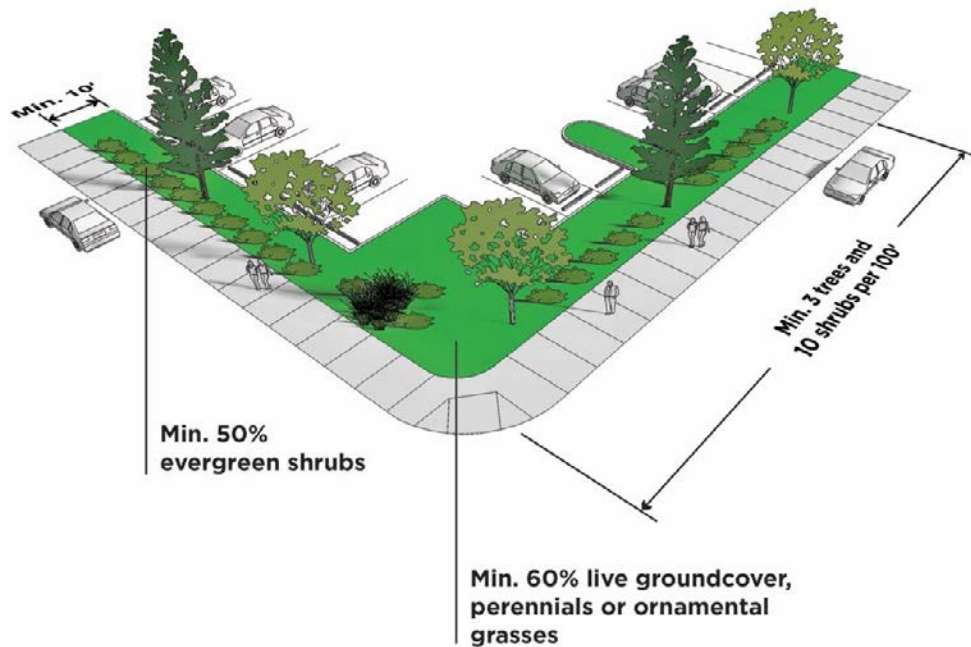 Min. 10'
Min. 3 trees and
10 shrubs per 100'
Min. 50%
evergreen shrubs
Min. 60% live groundcover,
perennials or ornamental
grasses